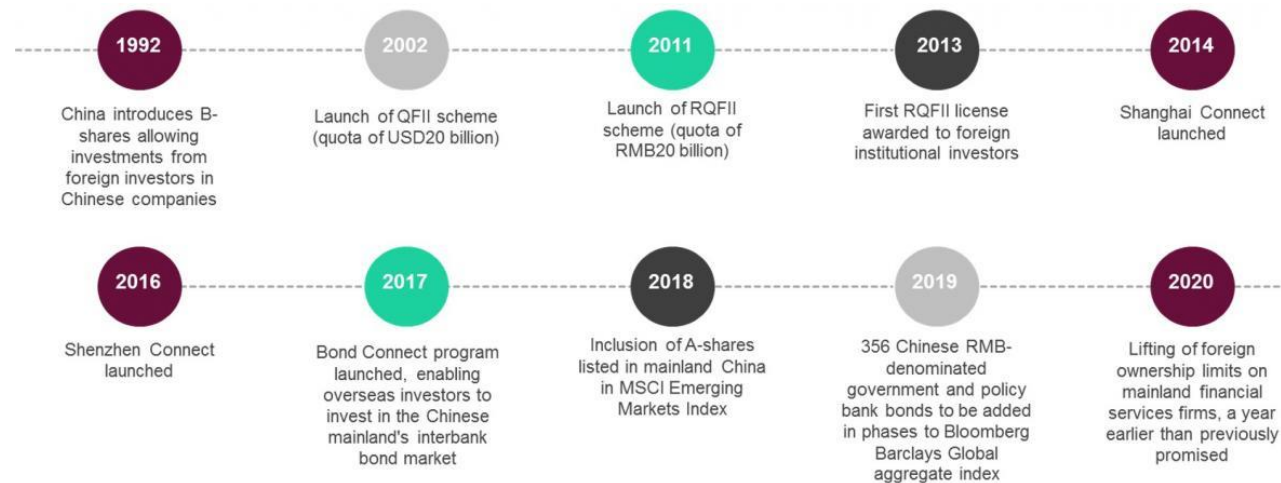 1992
China introduces B-
shares allowing
investments from
foreign investors in
Chinese companies
2002
Launch of QFII scheme
(quota of USD20 billion)
2011
Launch of RQFII
scheme (quota of
RMB20 billion)
2013
First RQFII license
awarded to foreign
institutional investors
2014
Shanghai Connect
launched
2016
Shenzhen Connect
launched
2017
Bond Connect program
launched, enabling
overseas investors to
invest in the Chinese
mainland's interbank
bond market
2018
Inclusion of A-shares
listed in mainland China
in MSCI Emerging
Markets Index
2019
356 Chinese RMB-
denominated
government and policy
bank bonds to be added
in phases to Bloomberg
Barclays Global
aggregate index
2020
Lifting of foreign
ownership limits on
mainland financial
services firms, a year
earlier than previously
promised